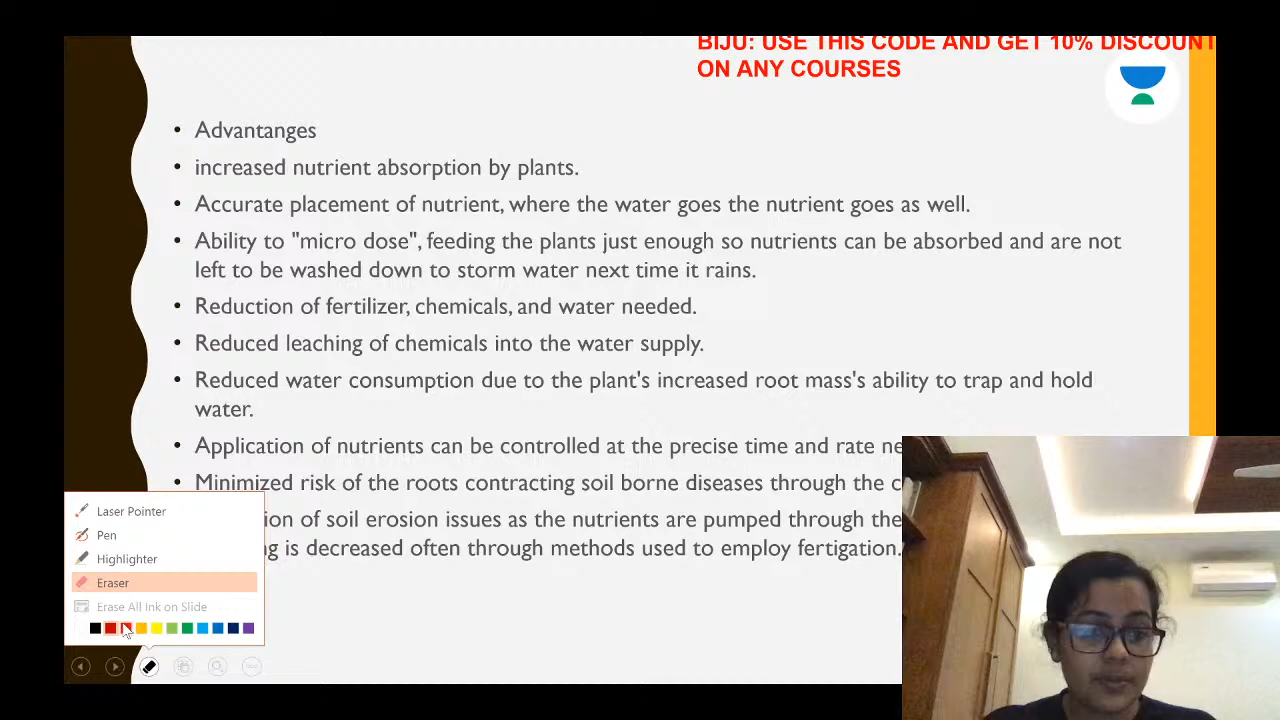 BIJU: USE THIS CODE AND GET 10% DISCOUNT
ON ANY COURSES
• Advantanges
• increased nutrient absorption by plants.
• Accurate placement of nutrient, where the water goes the nutrient goes as well.
• Ability to "micro dose", feeding the plants just enough so nutrients can be absorbed and are not
left to be washed down to storm water next time it rains.
• Reduction of fertilizer, chemicals, and water needed.
• Reduced leaching of chemicals into the water supply.
• Reduced water consumption due to the plant's increased root mass's ability to trap and hold
water.
• Application of nutrients can be controlled at the precise time and rate
• Minimized risk of the roots contracting soil borne diseases through the
of soil erosion issues as the nutrients are pumped through the
is decreased often through methods used to employ fertigation.
Laser Pointer
Pen
Highlighter
Eraser
Erase All Ink on Slide